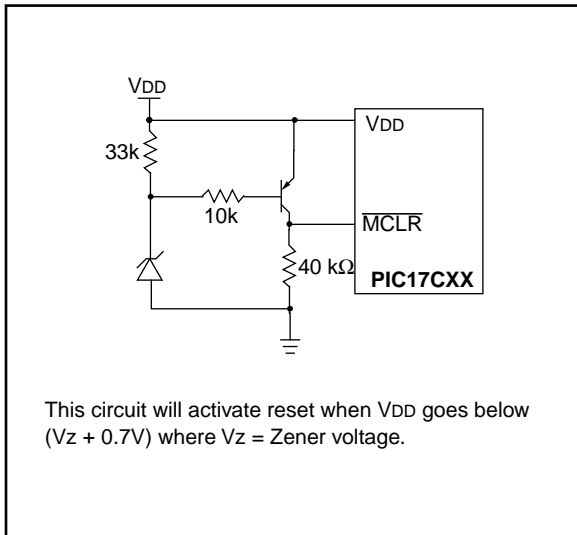 VDD
33k
VDD
10k
MCLR
40 kΩ
PIC17CXX
This circuit will activate reset when VDD goes below
(Vz + 0.7V) where Vz = Zener voltage.